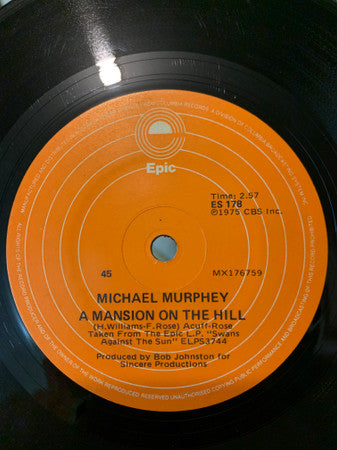 Epic
Time: 2.57
ES 178
℗1975 CBS Inc.
45
MX176759
MICHAEL MURPHEY
A MANSION ON THE HILL
(H.Williams-F.Rose) Acuff-Rose
Taken From The Epic L.P. "Swans
Against The Sun" ELPS3744
Produced by Bob Johnston for
Sincere Productions